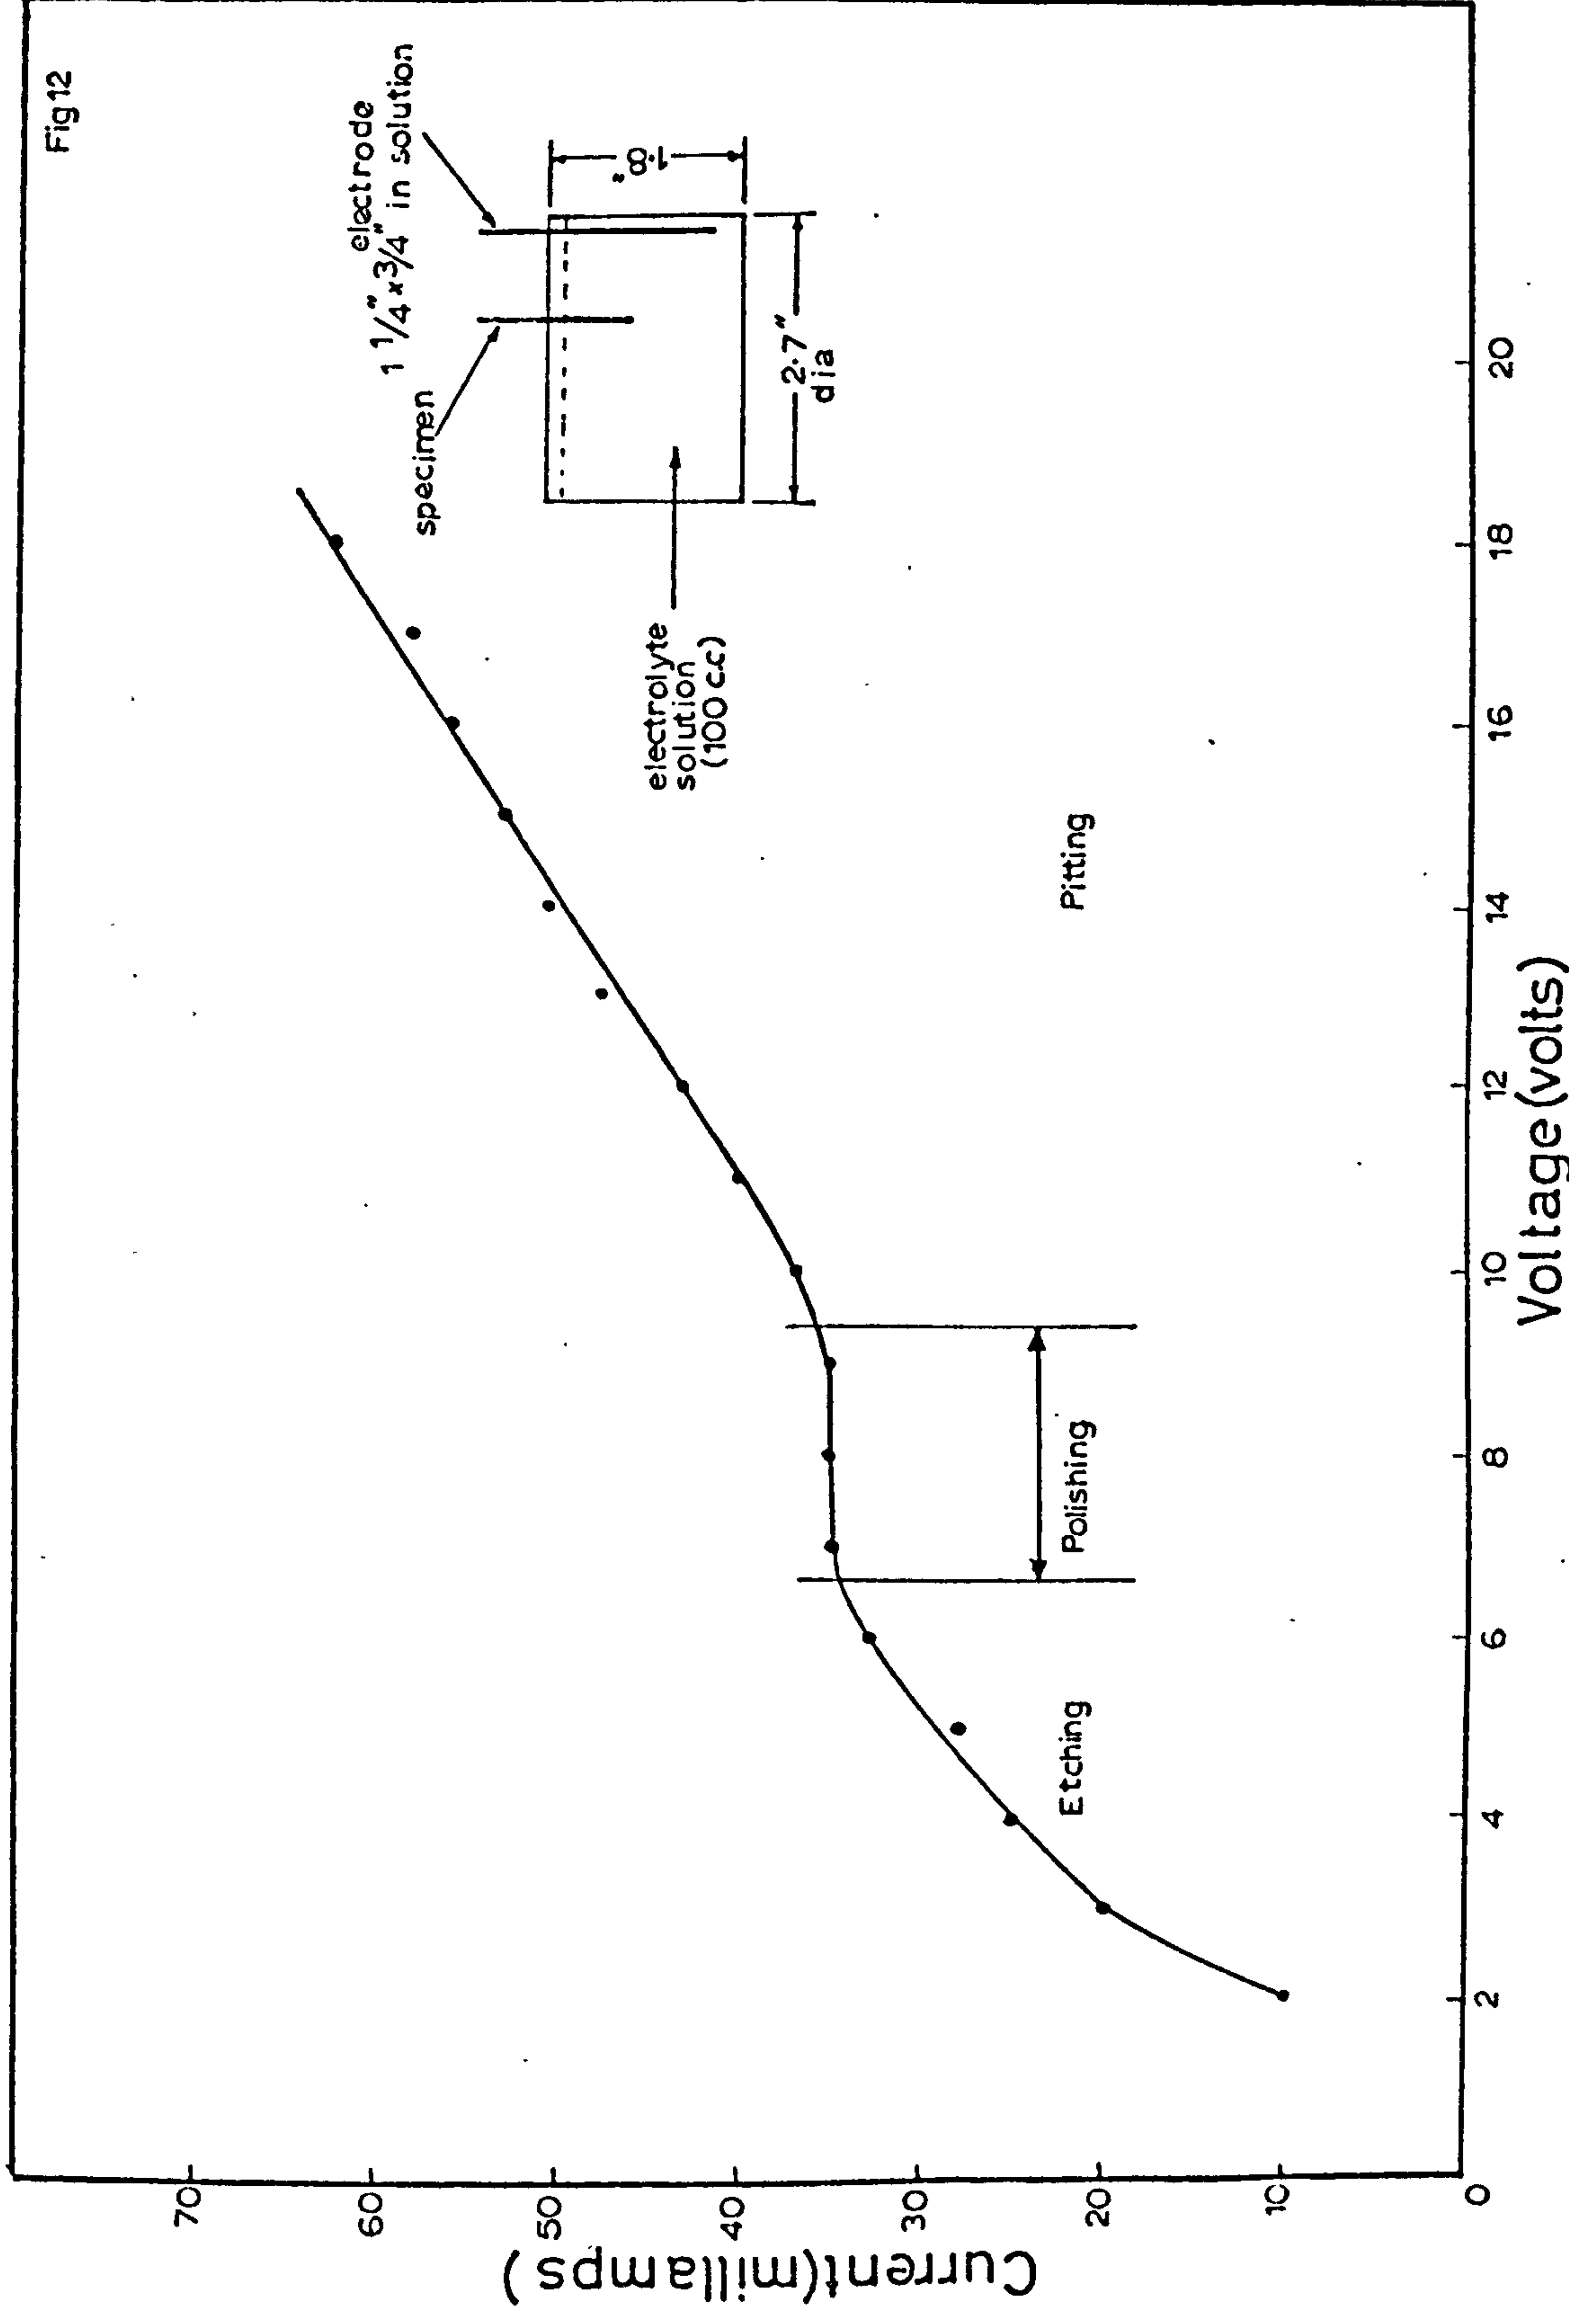 Fig12
electrode
1 1/4" x 3/4" in solution
specimen
1·8"
2·7"
dia
electrolyte
solution
(100 c.c)
Etching
Polishing
Pitting
70
60
50
40
30
20
10
0
2
4
6
8
10
12
14
16
18
20
Current(millamps)
Voltage(volts)